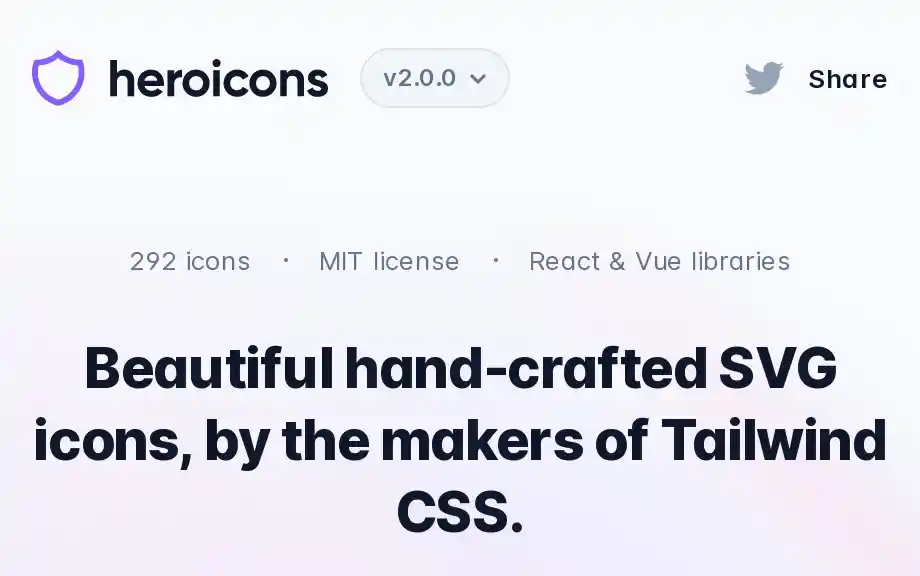 heroicons v2.0.0 Share
292 icons · MIT license · React & Vue libraries
Beautiful hand-crafted SVG
icons, by the makers of Tailwind
CSS.